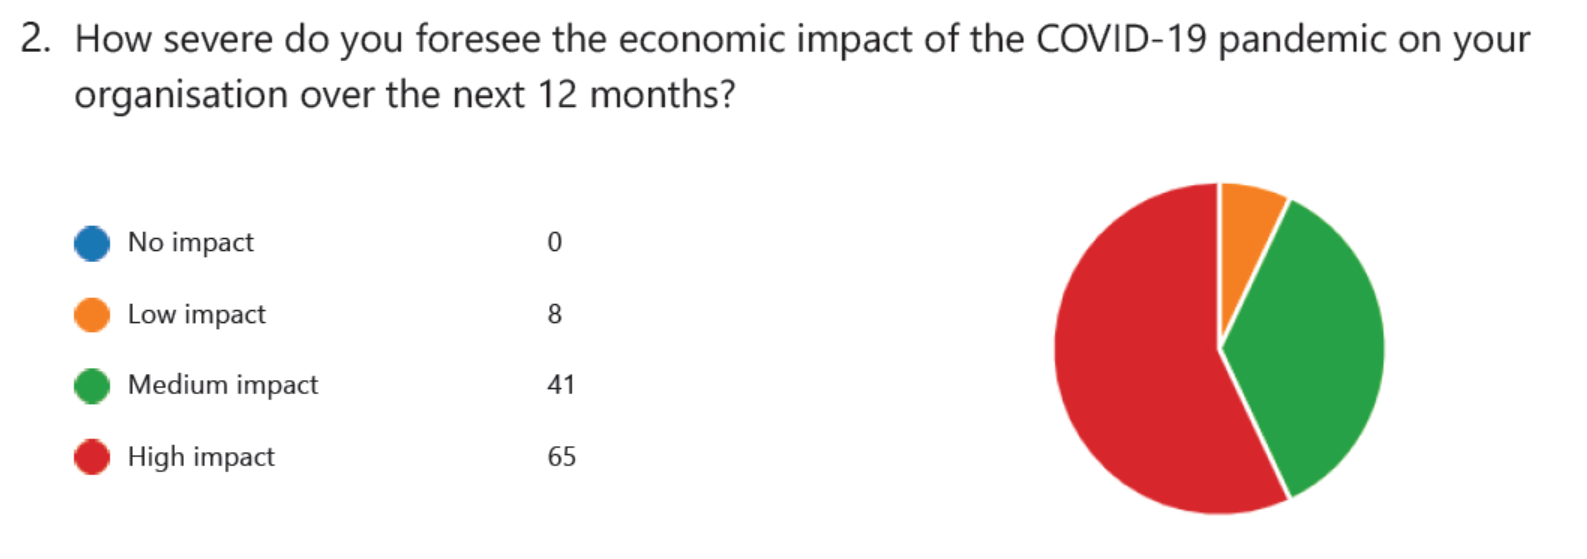 2. How severe do you foresee the economic impact of the COVID-19 pandemic on your
organisation over the next 12 months?
No impact 0
Low impact 8
Medium impact 41
High impact 65